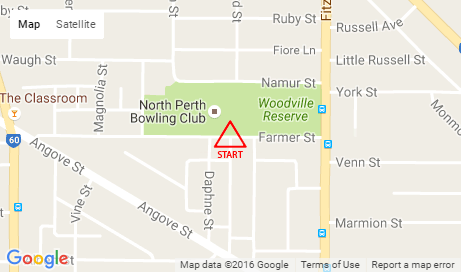 Map
Satellite
Ruby St
d St
Fitz
Russell Ave
Fiore Ln
Waugh St
Little Russell St
Magnolia St
Namur St
The Classroom
York St
North Perth
Bowling Club
Woodville
Reserve
Monmo
60
Farmer St
START
Angove St
Venn St
Daphne St
Vine St
Angove St
Marmion St
Google
Map data ©2016 Google
Terms of Use
Report a map error